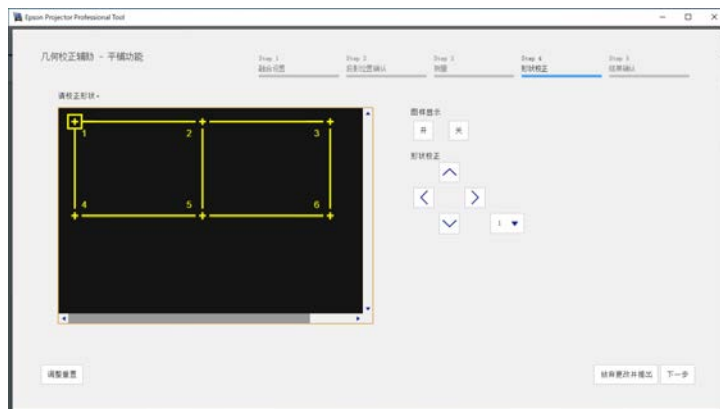 Epson Projector Professional Tool
几何校正辅助 - 平铺功能
Step 1
融合设置
Step 2
投影位置确认
Step 3
测量
Step 4
形状校正
Step 5
结果确认
请校正形状。
1 2 3
4 5 6
图样显示
开 关
形状校正
1
调整重置
放弃更改并退出 下一步